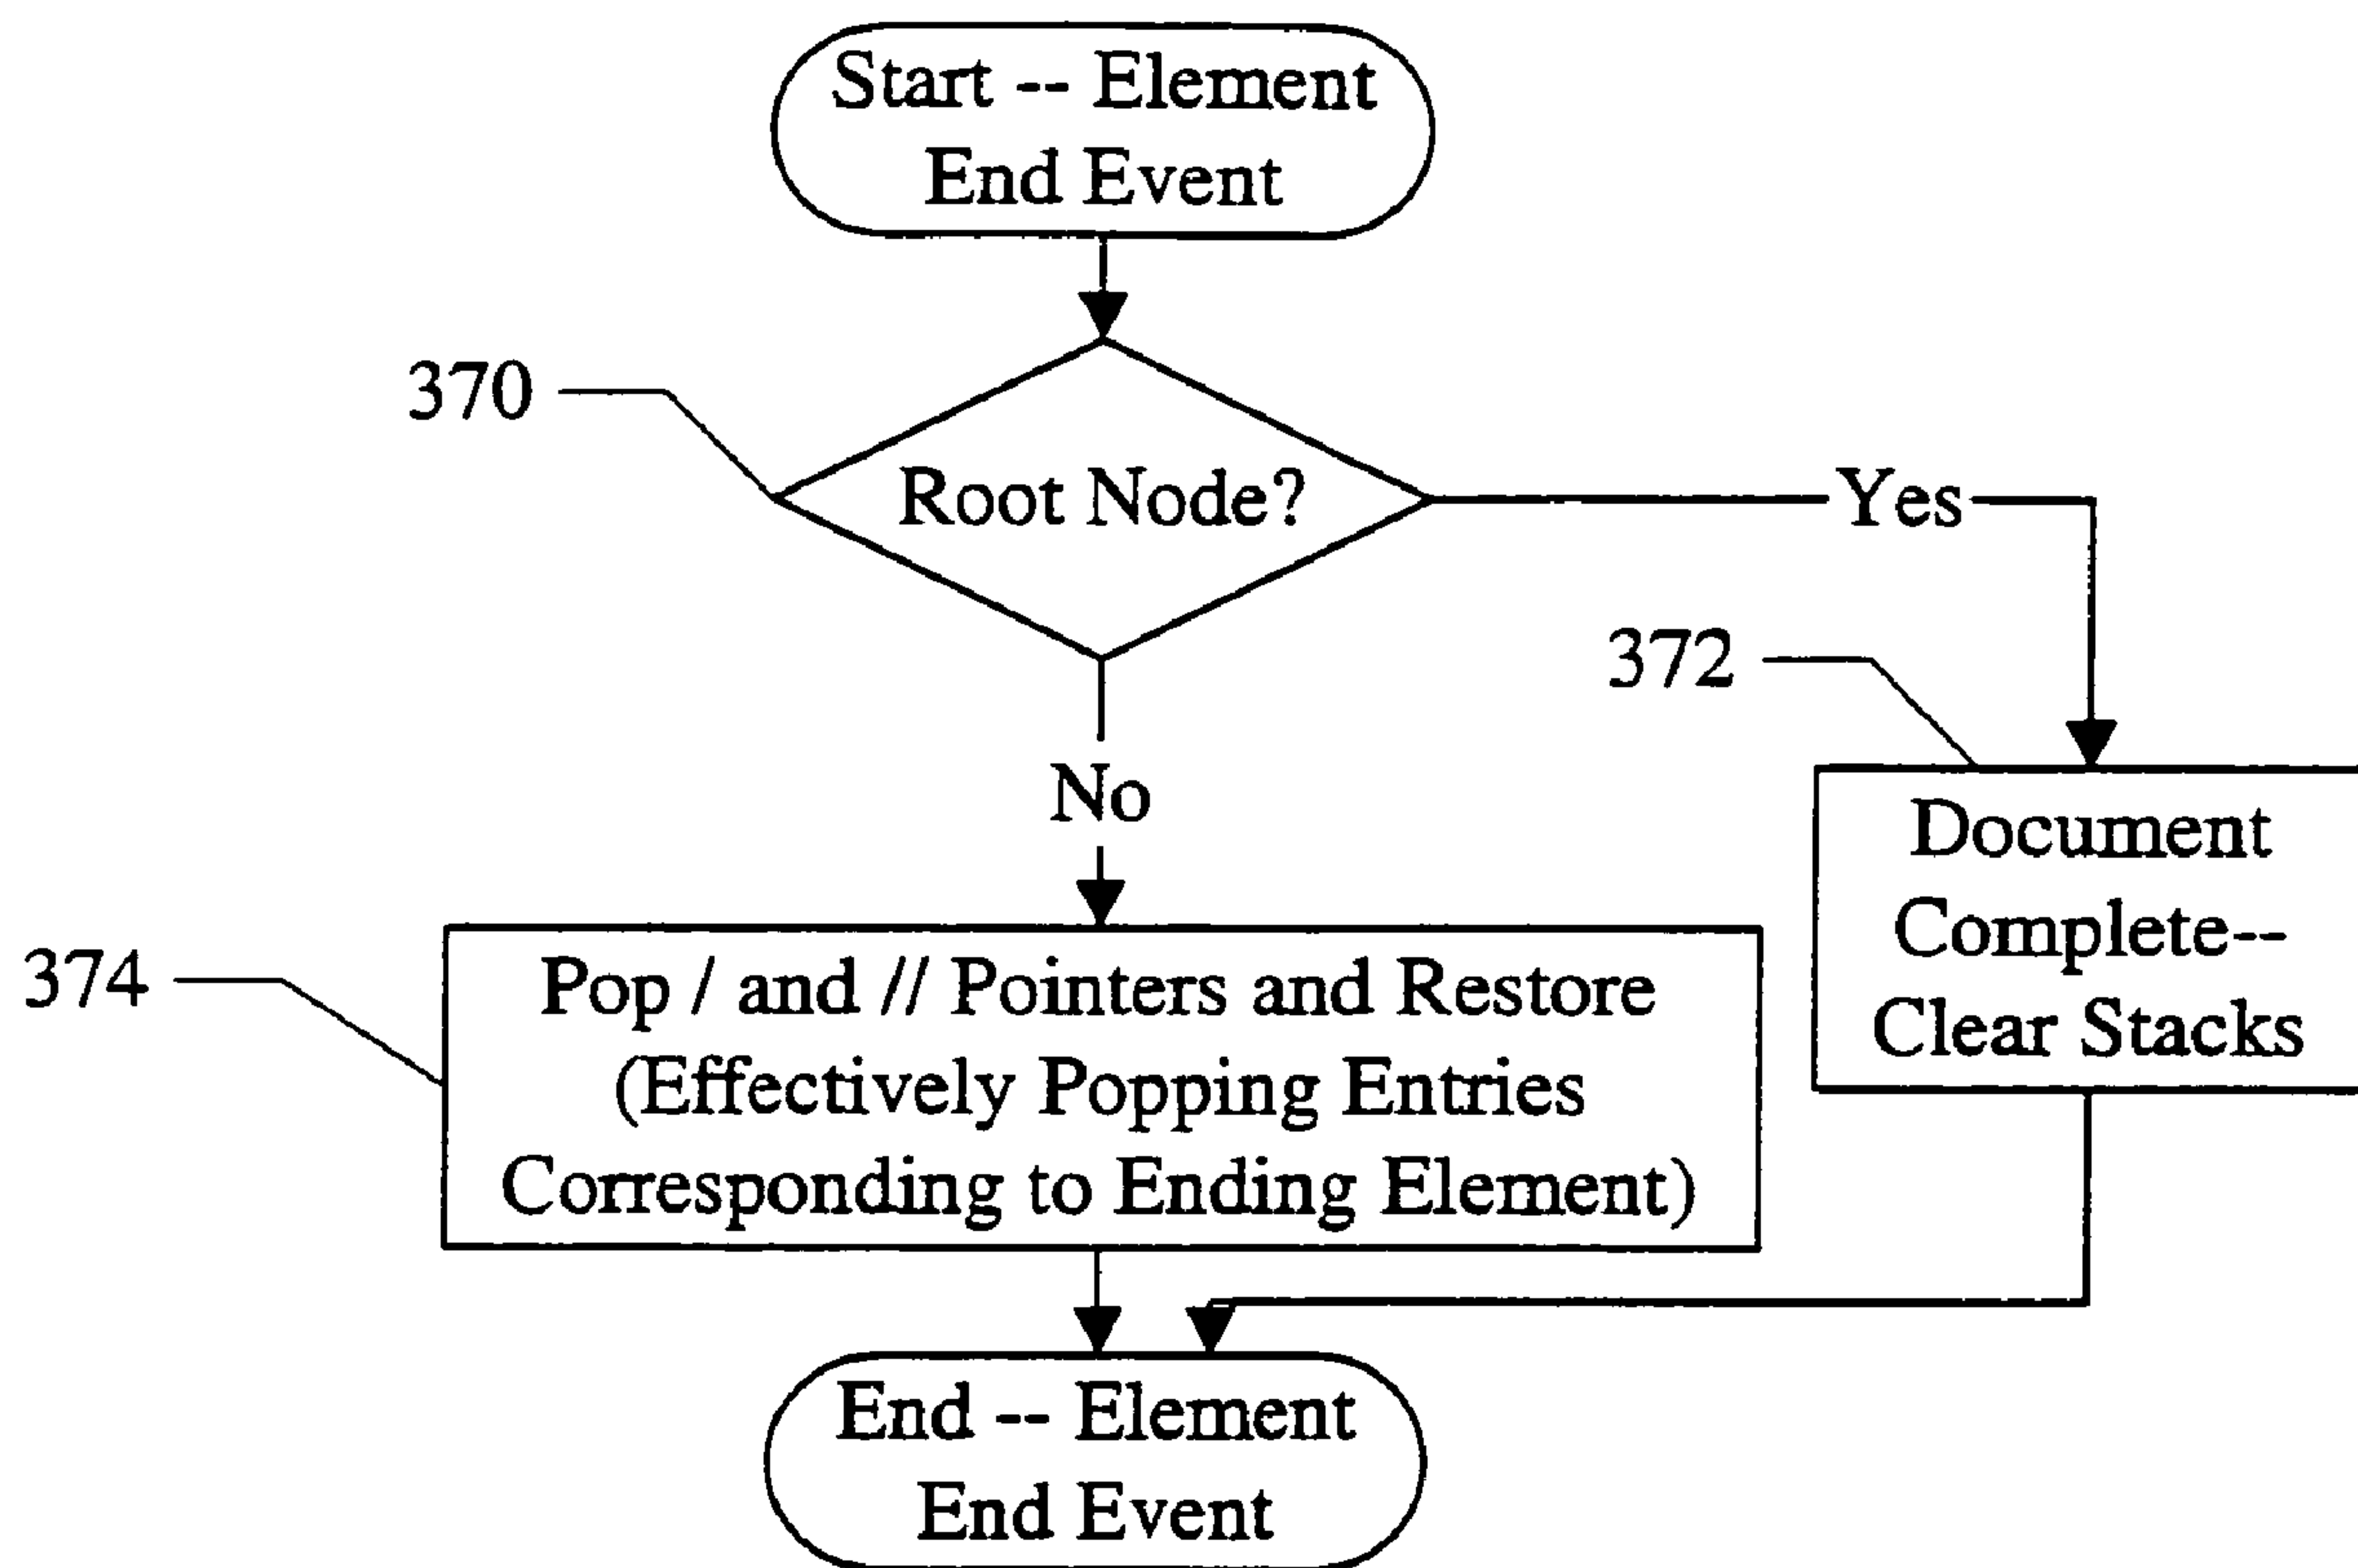 Start -- Element
End Event
370
Root Node?
Yes
372
No
Document
Complete--
Clear Stacks
374
Pop / and // Pointers and Restore
(Effectively Popping Entries
Corresponding to Ending Element)
End -- Element
End Event